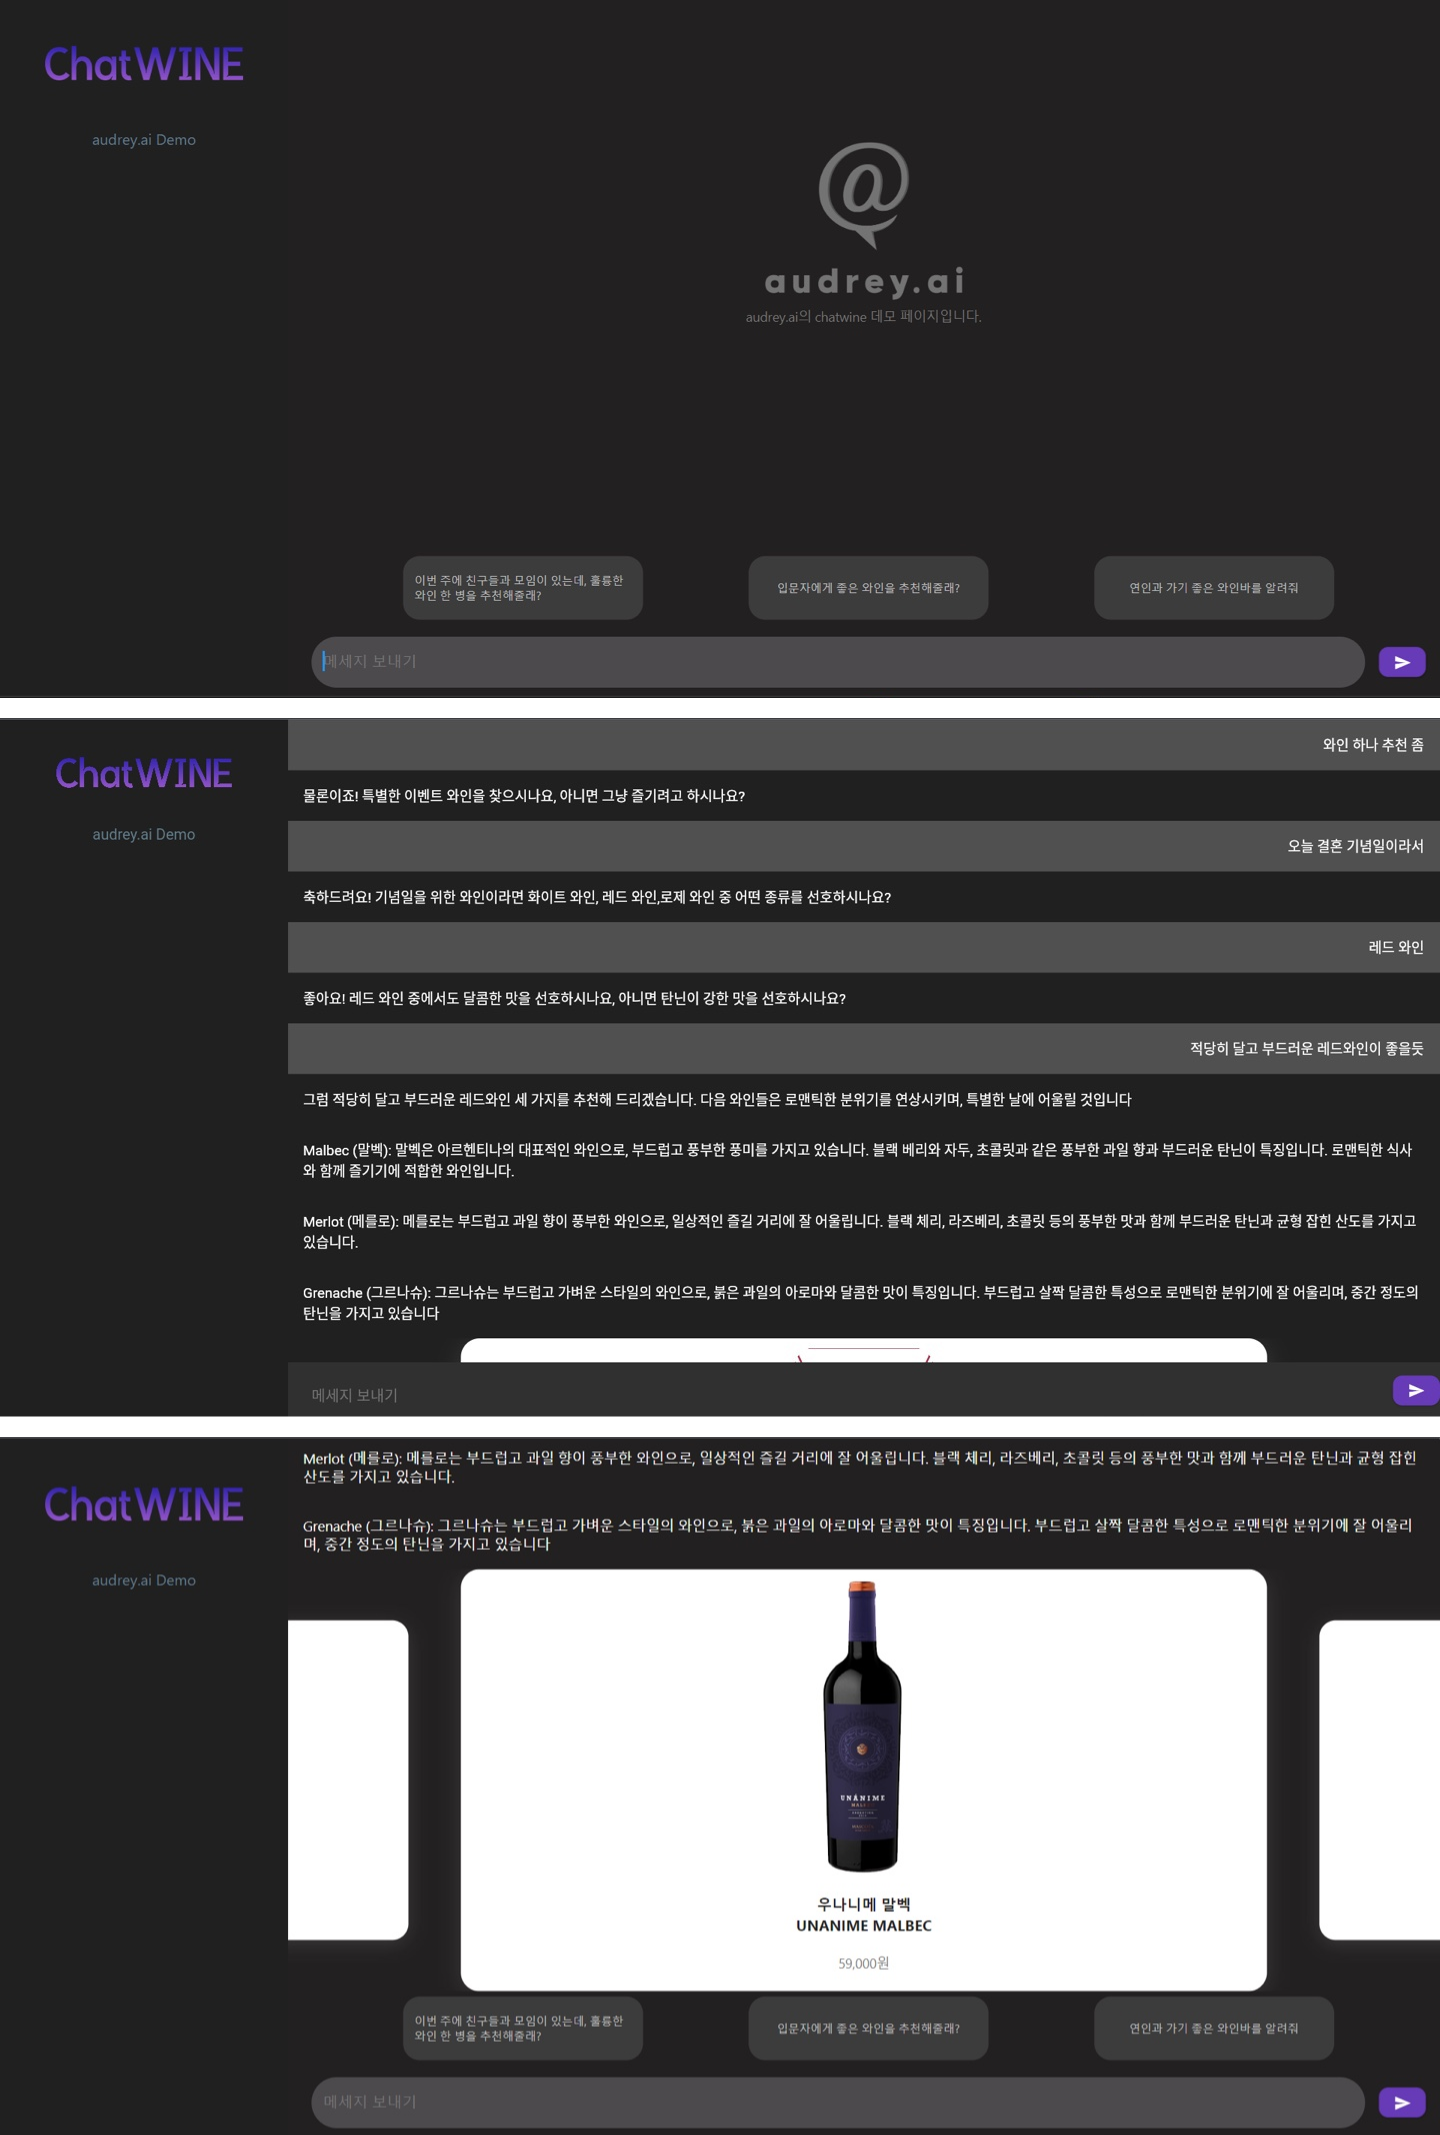 ChatWINE
audrey.ai Demo
@
audrey.ai
audrey.ai의 chatwine 데모 페이지입니다.
이번 주에 친구들과 모임이 있는데, 훌륭한
와인 한 병을 추천해줄래?
입문자에게 좋은 와인을 추천해줄래?
연인과 가기 좋은 와인바를 알려줘
메세지 보내기
ChatWINE
audrey.ai Demo
와인 하나 추천 좀
물론이죠! 특별한 이벤트 와인을 찾으시나요, 아니면 그냥 즐기려고 하시나요?
오늘 결혼 기념일이라서
축하드려요! 기념일을 위한 와인이라면 화이트 와인, 레드 와인,로제 와인 중 어떤 종류를 선호하시나요?
레드 와인
좋아요! 레드 와인 중에서도 달콤한 맛을 선호하시나요, 아니면 탄닌이 강한 맛을 선호하시나요?
적당히 달고 부드러운 레드와인이 좋을듯
그럼 적당히 달고 부드러운 레드와인 세 가지를 추천해 드리겠습니다. 다음 와인들은 로맨틱한 분위기를 연상시키며, 특별한 날에 어울릴 것입니다
Malbec (말벡): 말벡은 아르헨티나의 대표적인 와인으로, 부드럽고 풍부한 풍미를 가지고 있습니다. 블랙 베리와 자두, 초콜릿과 같은 풍부한 과일 향과 부드러운 탄닌이 특징입니다. 로맨틱한 식사
와 함께 즐기기에 적합한 와인입니다.
Merlot (메를로): 메를로는 부드럽고 과일 향이 풍부한 와인으로, 일상적인 즐길 거리에 잘 어울립니다. 블랙 체리, 라즈베리, 초콜릿 등의 풍부한 맛과 함께 부드러운 탄닌과 균형 잡힌 산도를 가지고
있습니다.
Grenache (그르나슈): 그르나슈는 부드럽고 가벼운 스타일의 와인으로, 붉은 과일의 아로마와 달콤한 맛이 특징입니다. 부드럽고 살짝 달콤한 특성으로 로맨틱한 분위기에 잘 어울리며, 중간 정도의
탄닌을 가지고 있습니다
메세지 보내기
ChatWINE
audrey.ai Demo
Merlot (메를로): 메를로는 부드럽고 과일 향이 풍부한 와인으로, 일상적인 즐길 거리에 잘 어울립니다. 블랙 체리, 라즈베리, 초콜릿 등의 풍부한 맛과 함께 부드러운 탄닌과 균형 잡힌
산도를 가지고 있습니다.
Grenache (그르나슈): 그르나슈는 부드럽고 가벼운 스타일의 와인으로, 붉은 과일의 아로마와 달콤한 맛이 특징입니다. 부드럽고 살짝 달콤한 특성으로 로맨틱한 분위기에 잘 어울리
며, 중간 정도의 탄닌을 가지고 있습니다
UNÁNIME
MALBEC
우나니메 말벡
UNANIME MALBEC
59,000원
이번 주에 친구들과 모임이 있는데, 훌륭한
와인 한 병을 추천해줄래?
입문자에게 좋은 와인을 추천해줄래?
연인과 가기 좋은 와인바를 알려줘
메세지 보내기